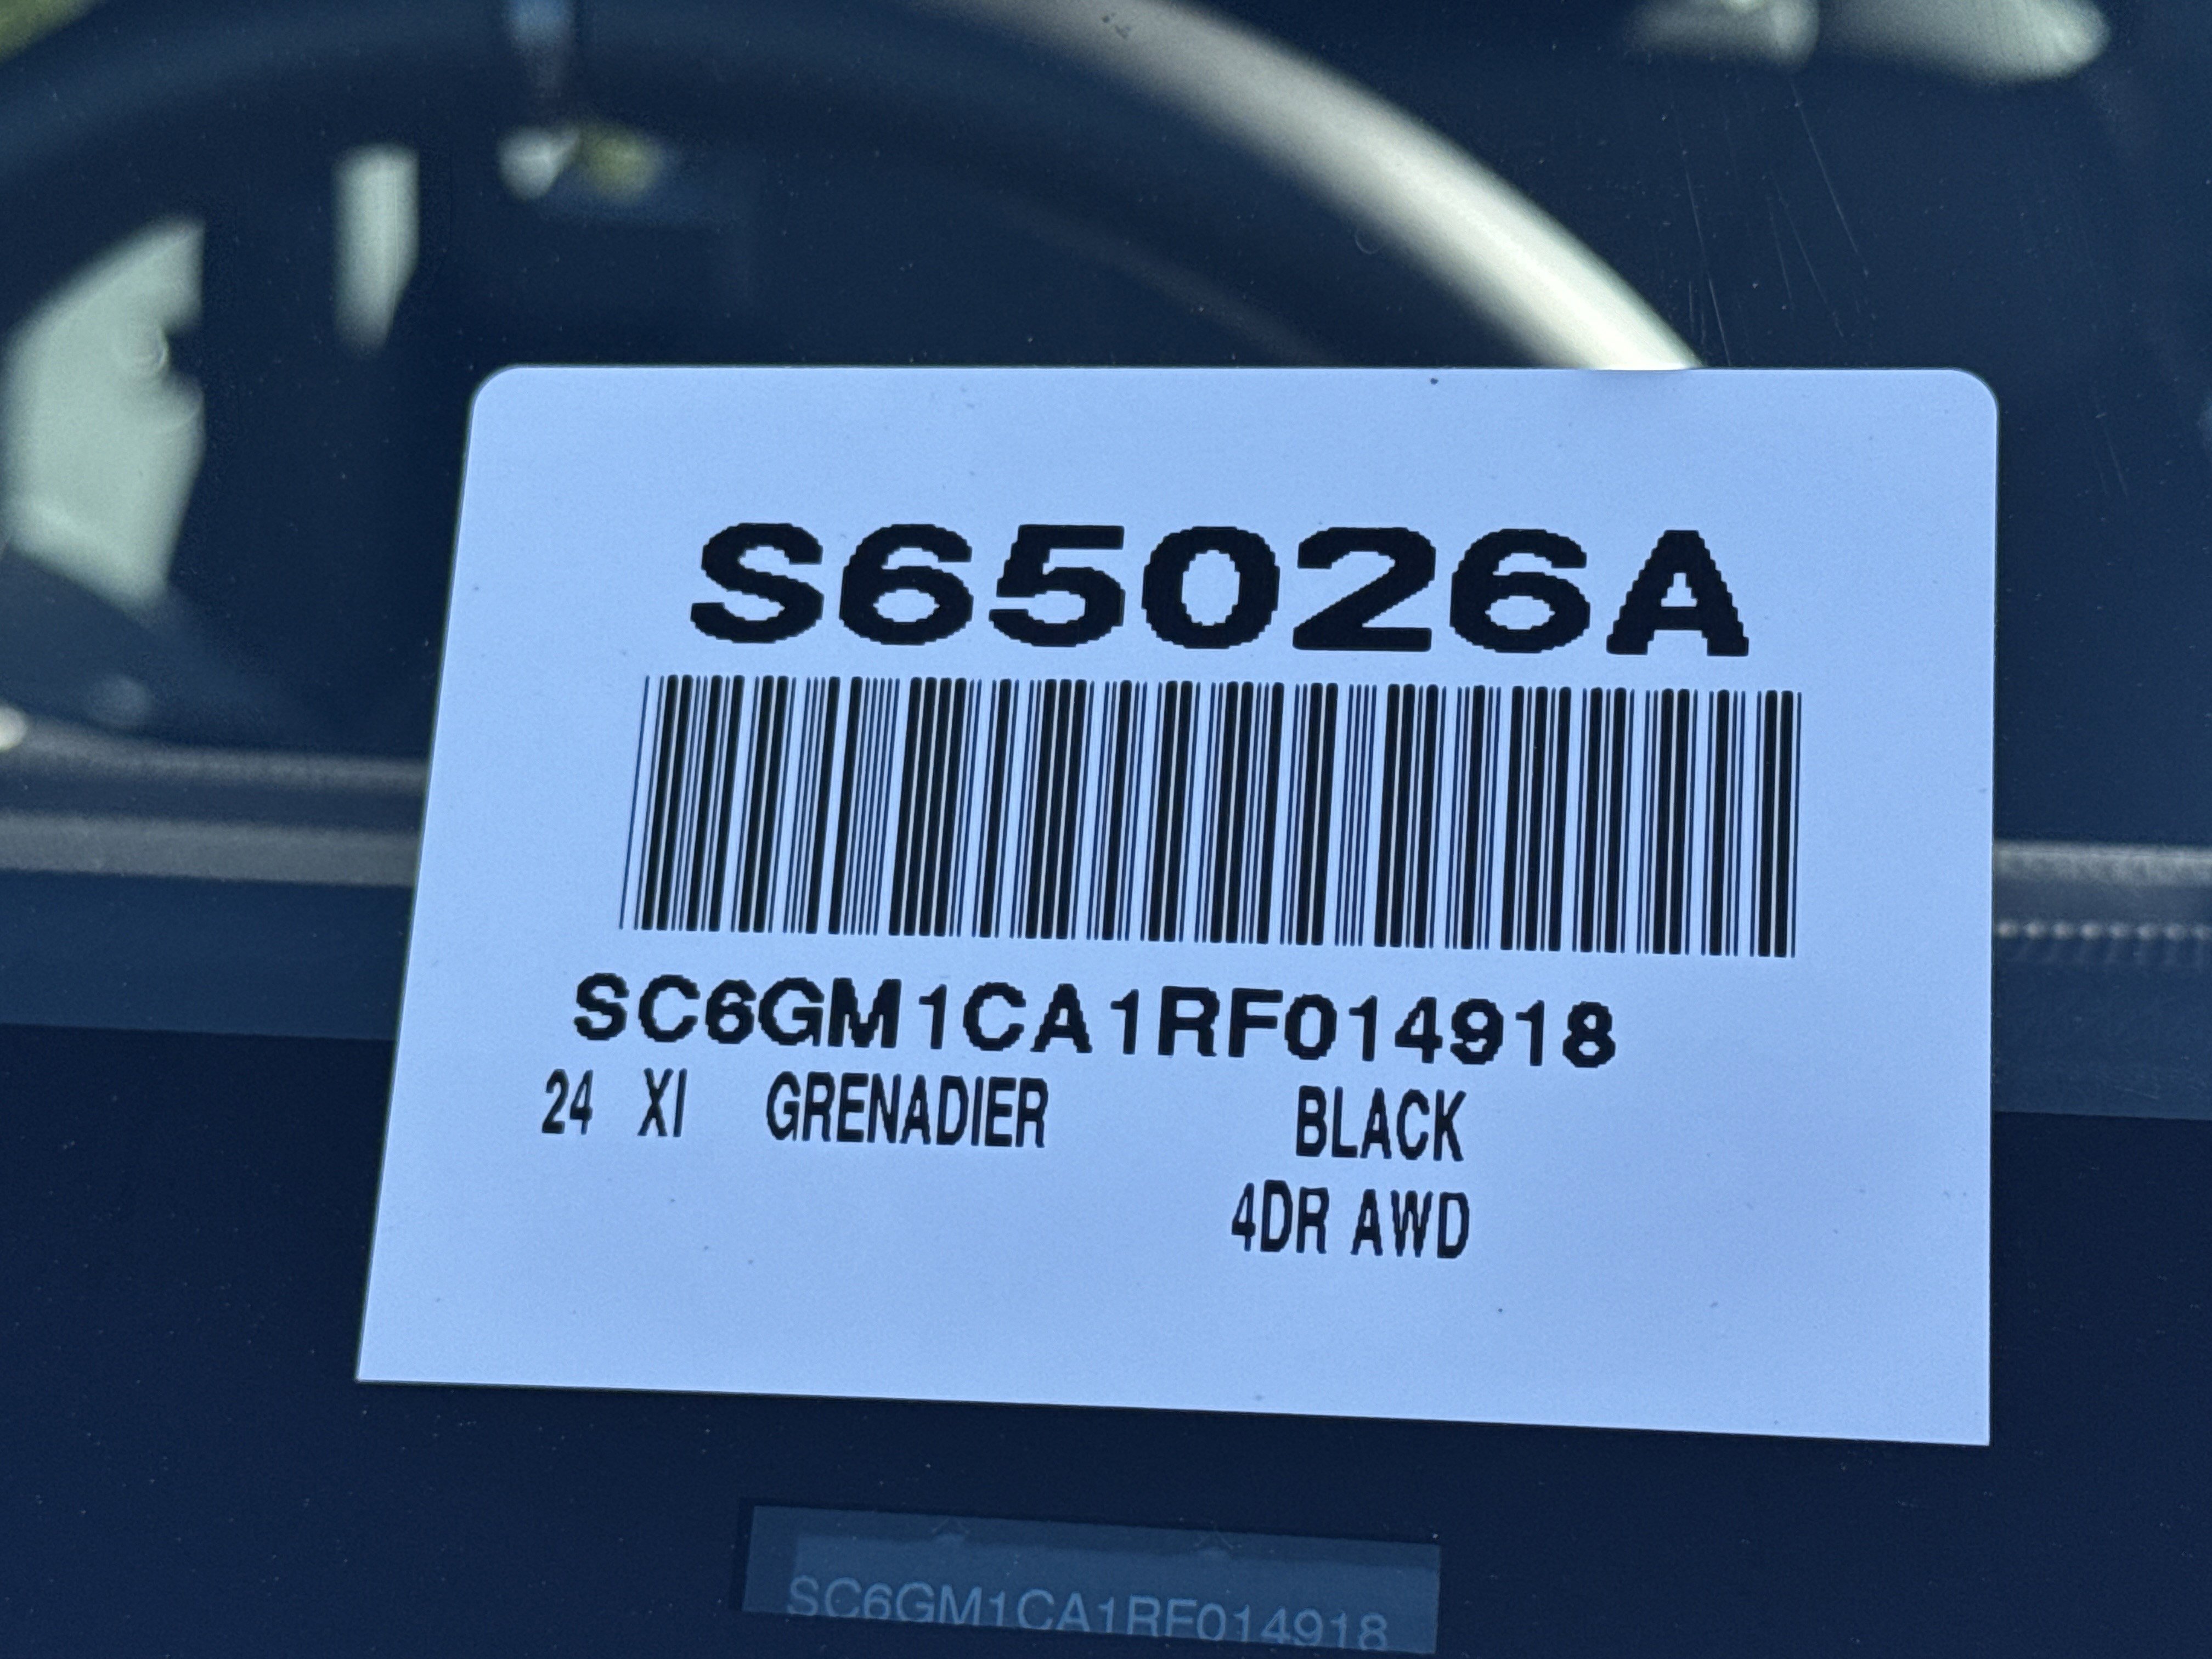 S65026A
SC6GM1CA1RF014918
24 XI GRENADIER BLACK
4DR AWD
SC6GM1CA1RF014918